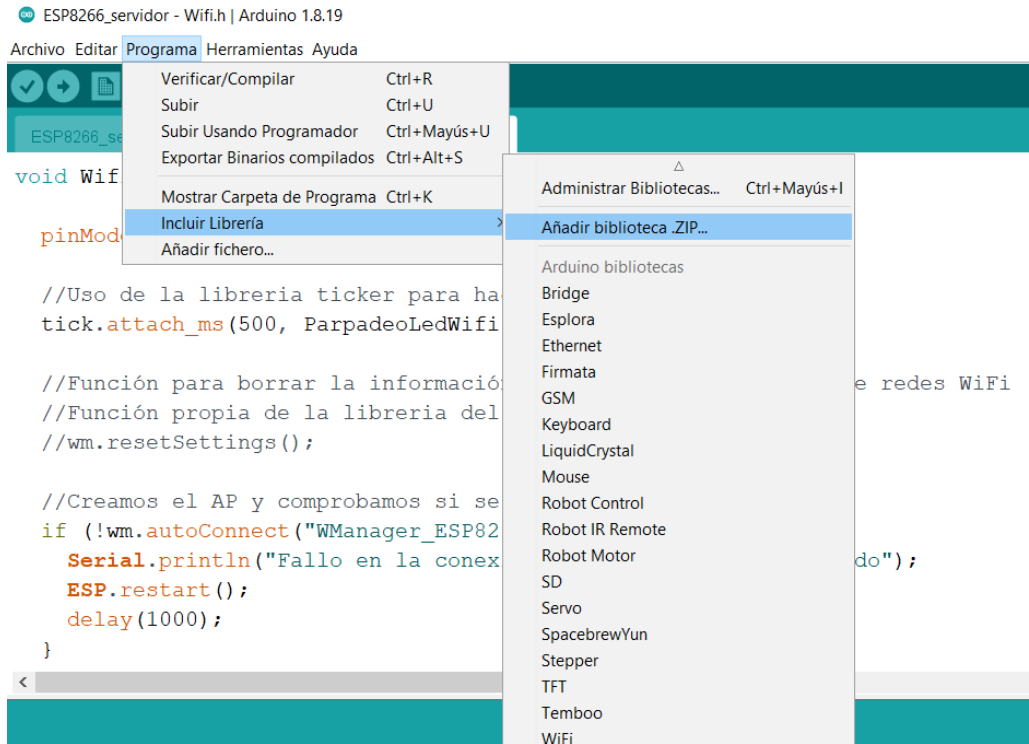 ESP8266_servidor - Wifi.h | Arduino 1.8.19
Archivo Editar Programa Herramientas Ayuda
Verificar/Compilar Ctrl+R
Subir Ctrl+U
Subir Usando Programador Ctrl+Mayús+U
Exportar Binarios compilados Ctrl+Alt+S
Mostrar Carpeta de Programa Ctrl+K
Incluir Librería
Añadir fichero...
Administrar Bibliotecas... Ctrl+Mayús+I
Añadir biblioteca .ZIP...
Arduino bibliotecas
Bridge
Esplora
Ethernet
Firmata
GSM
Keyboard
LiquidCrystal
Mouse
Robot Control
Robot IR Remote
Robot Motor
SD
Servo
SpacebrewYun
Stepper
TFT
Temboo
WiFi
ESP8266_se
void Wif
pinMod
//Uso de la libreria ticker para ha
tick.attach_ms(500, ParpadeoLedWifi
//Función para borrar la informació e redes WiFi
//Función propia de la libreria del
//wm.resetSettings();
//Creamos el AP y comprobamos si se
if (!wm.autoConnect("WManager_ESP82
Serial.println("Fallo en la conex do");
ESP.restart();
delay(1000);
}